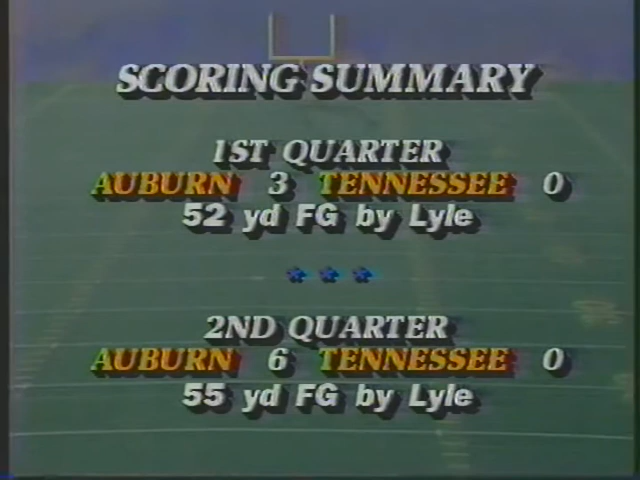 SCORING SUMMARY
1ST QUARTER
AUBURN 3 TENNESSEE 0
52 yd FG by Lyle
* * *
2ND QUARTER
AUBURN 6 TENNESSEE 0
55 yd FG by Lyle